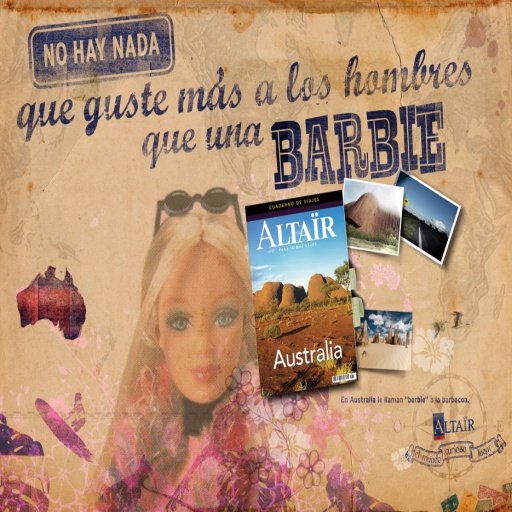 NO HAY NADA
que guste más a los hombres
que una BARBIE
CUADERNO DE VIAJES
ALTAÏR
Australia
En Australia le llaman "barbie" a la barbacoa.
ALTAÏR